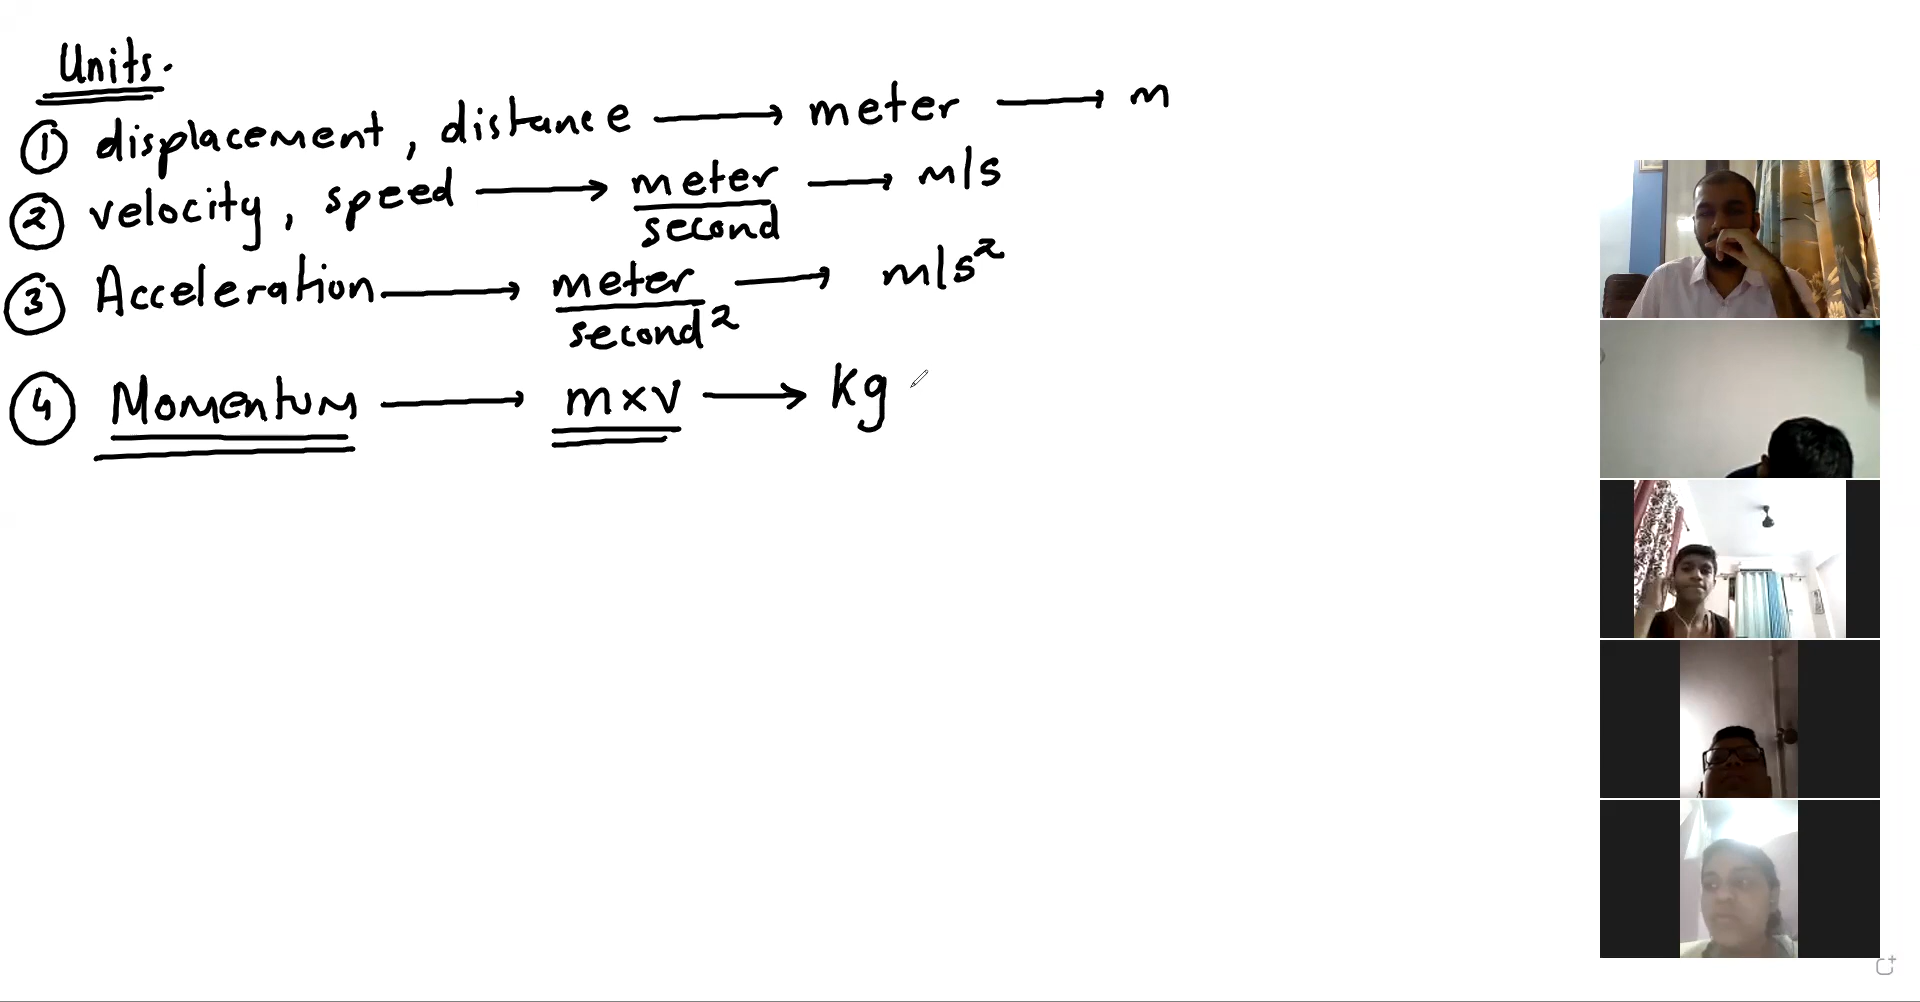 Units.
① displacement, distance → meter → m
② velocity, speed → meter/second → m/s
③ Acceleration → meter/second² → m/s²
④ Momentum → m×v → kg